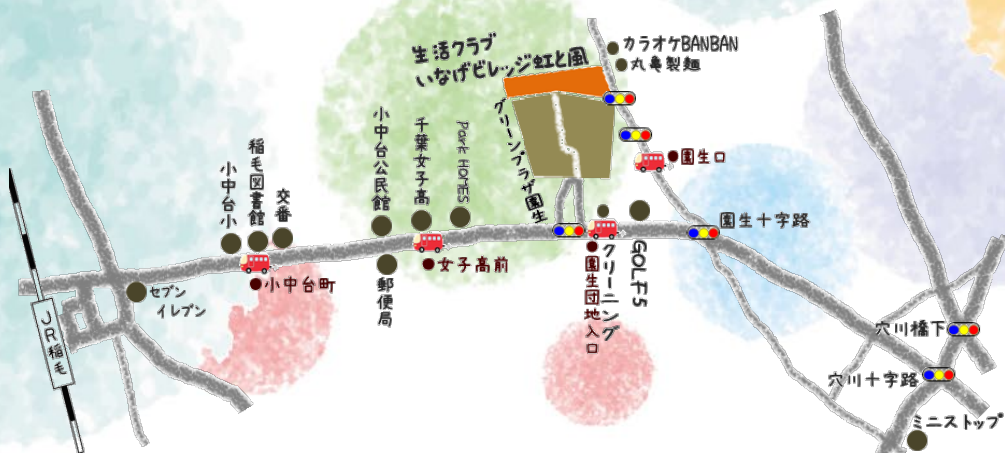 生活クラブ
いなげビレッジ虹と風
カラオケBANBAN
丸亀製麺
グリーンプラザ園生
園生口
小中台小
稲毛図書館
交番
小中台公民館
千葉女子高
Park HOMES
園生十字路
小中台町
女子高前
郵便局
園生団地入口
クリーニング
GOLF5
セブン
イレブン
JR稲毛
穴川橋下
穴川十字路
ミニストップ